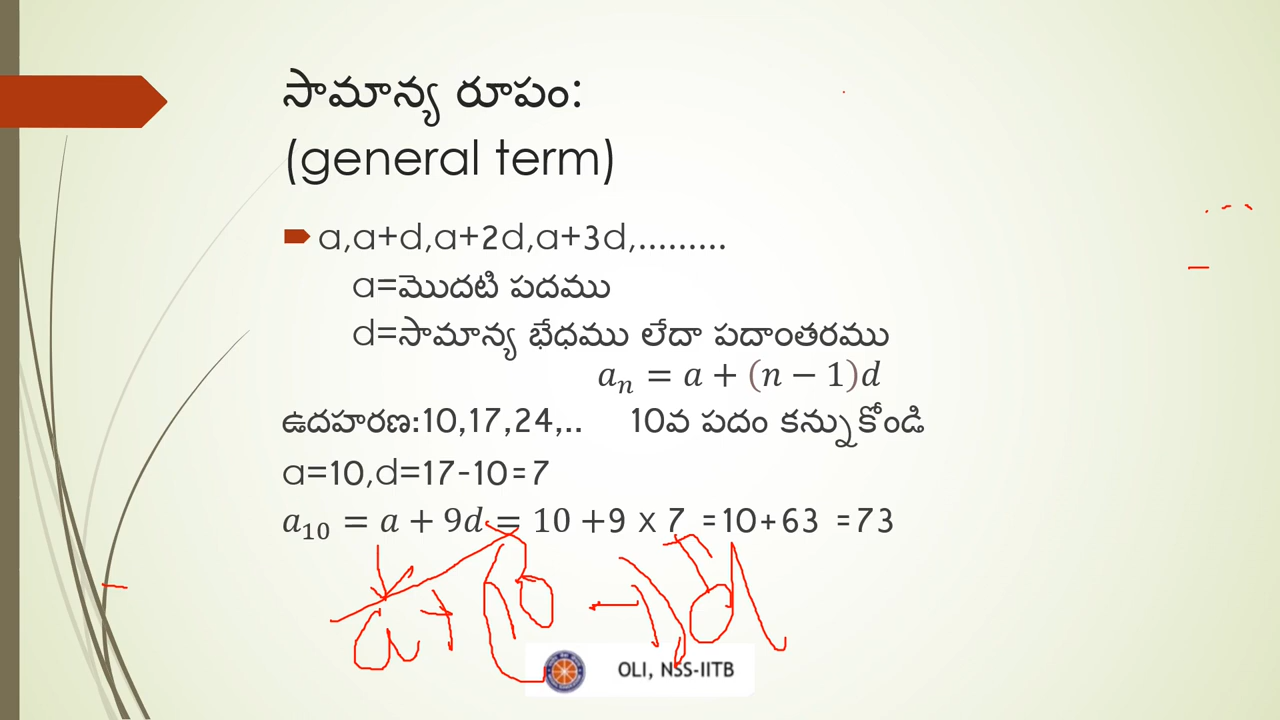 సామాన్య రూపం:
(general term)
a,a+d,a+2d,a+3d,.........
a=మొదటి పదము
d=సామాన్య భేధము లేదా పదాంతరము
𝑎ₙ = 𝑎 + (𝑛 − 1)𝑑
ఉదహరణ:10,17,24,.. 10వ పదం కన్నుకోండి
a=10,d=17-10=7
𝑎₁₀ = 𝑎 + 9𝑑 = 10 +9 x 7 =10+63 =73
OLI, NSS-IITB